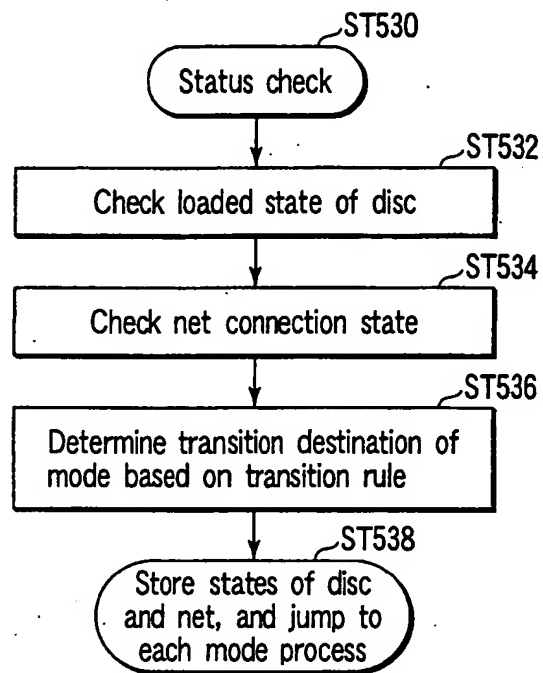 ST530
Status check
ST532
Check loaded state of disc
ST534
Check net connection state
ST536
Determine transition destination of
mode based on transition rule
ST538
Store states of disc
and net, and jump to
each mode process